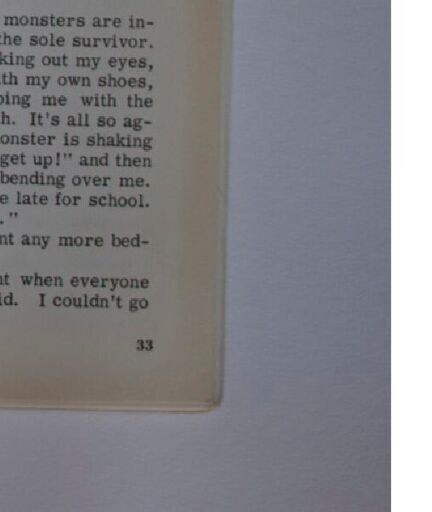 monsters are in-
the sole survivor.
king out my eyes,
th my own shoes,
ping me with the
h. It's all so ag-
onster is shaking
get up!" and then
bending over me.
e late for school.
."
nt any more bed-
nt when everyone
id. I couldn't go
33